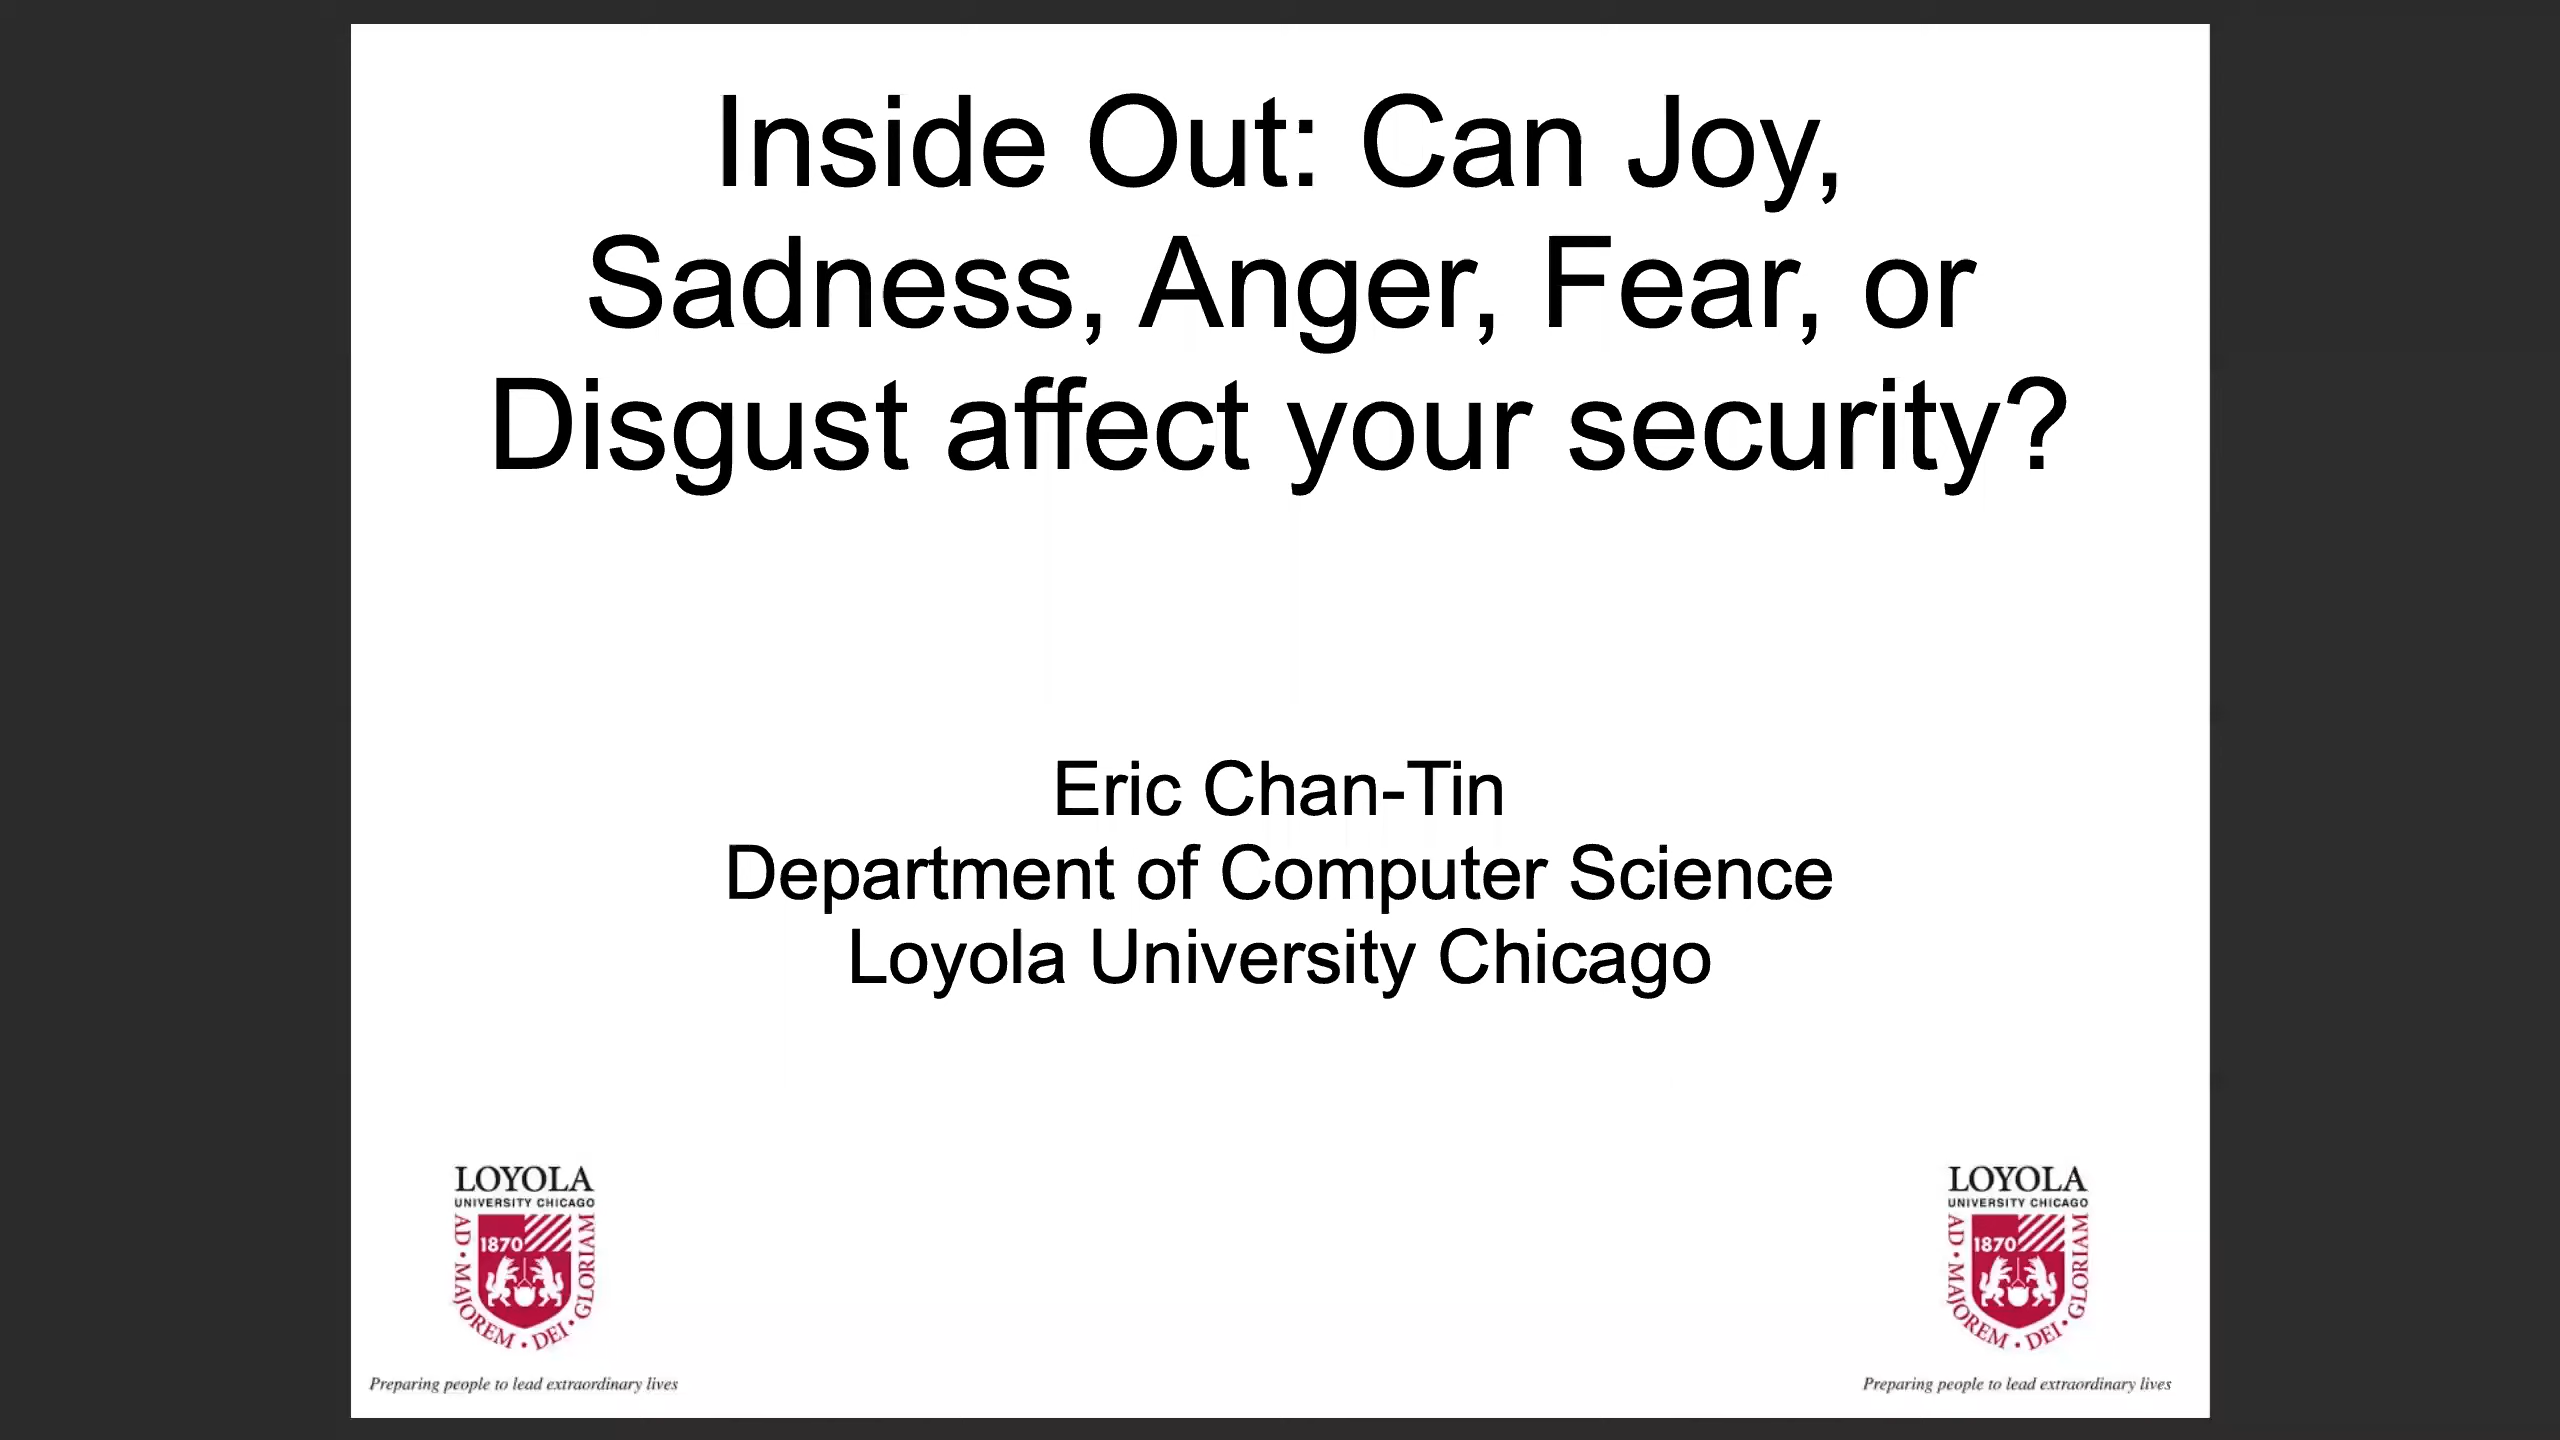 Inside Out: Can Joy,
Sadness, Anger, Fear, or
Disgust affect your security?
Eric Chan-Tin
Department of Computer Science
Loyola University Chicago
LOYOLA
UNIVERSITY CHICAGO
1870
AD • MAJOREM • DEI • GLORIAM
Preparing people to lead extraordinary lives
LOYOLA
UNIVERSITY CHICAGO
1870
AD • MAJOREM • DEI • GLORIAM
Preparing people to lead extraordinary lives